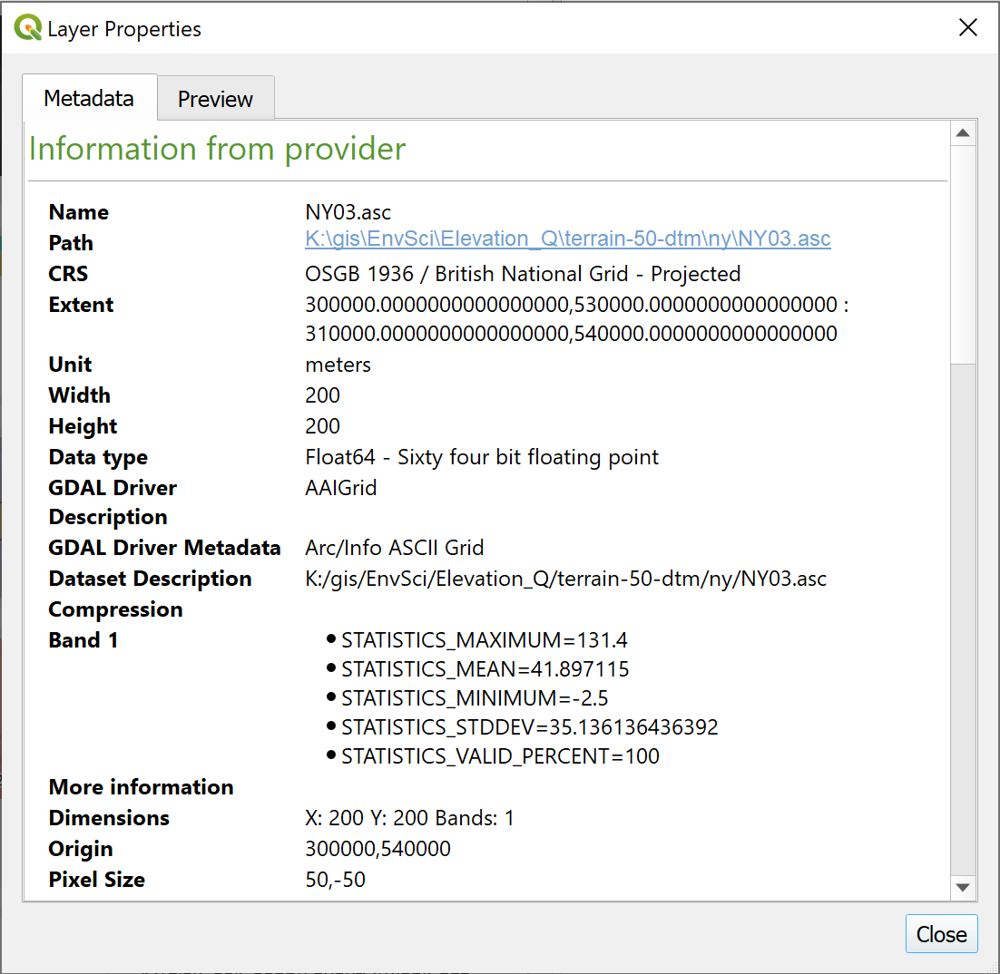 Layer Properties
Metadata Preview
Information from provider
Name NY03.asc
Path K:\gis\EnvSci\Elevation_Q\terrain-50-dtm\ny\NY03.asc
CRS OSGB 1936 / British National Grid - Projected
Extent 300000.0000000000000000,530000.0000000000000000 :
310000.0000000000000000,540000.0000000000000000
Unit meters
Width 200
Height 200
Data type Float64 - Sixty four bit floating point
GDAL Driver AAIGrid
Description
GDAL Driver Metadata Arc/Info ASCII Grid
Dataset Description K:/gis/EnvSci/Elevation_Q/terrain-50-dtm/ny/NY03.asc
Compression
Band 1 • STATISTICS_MAXIMUM=131.4
• STATISTICS_MEAN=41.897115
• STATISTICS_MINIMUM=-2.5
• STATISTICS_STDDEV=35.136136436392
• STATISTICS_VALID_PERCENT=100
More information
Dimensions X: 200 Y: 200 Bands: 1
Origin 300000,540000
Pixel Size 50,-50
Close